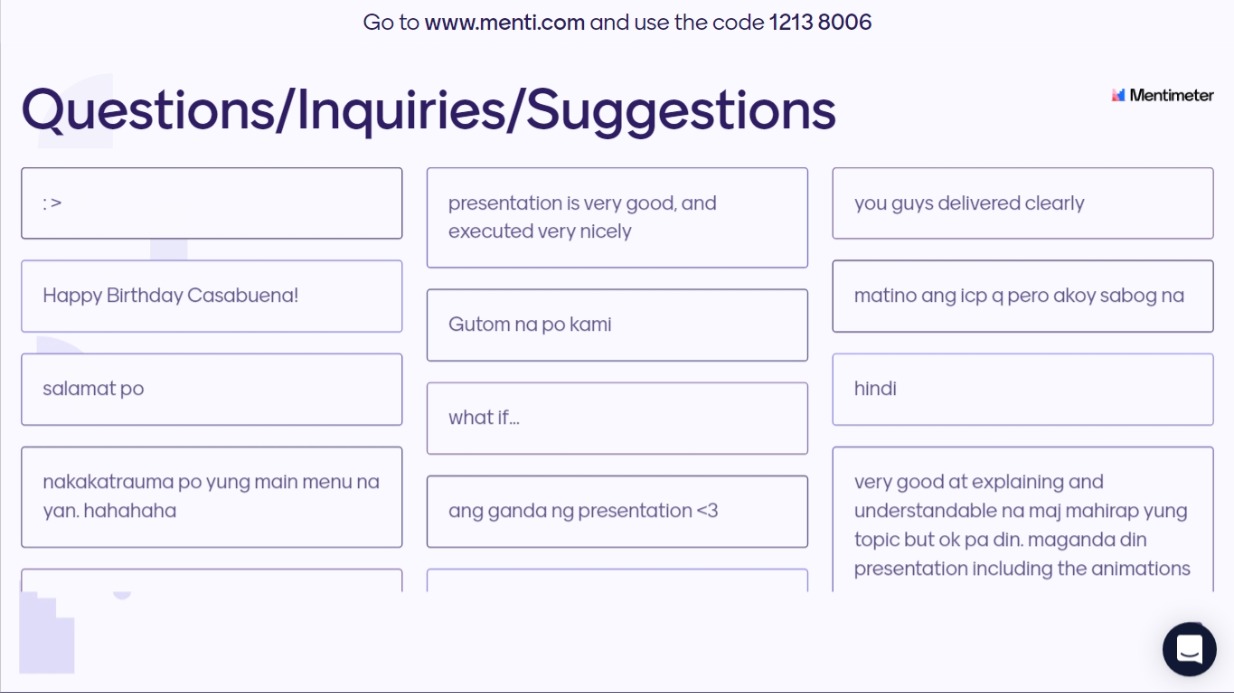 Go to www.menti.com and use the code 1213 8006
Questions/Inquiries/Suggestions
Mentimeter
: >
Happy Birthday Casabuena!
salamat po
nakakatrauma po yung main menu na
yan. hahahaha
presentation is very good, and
executed very nicely
Gutom na po kami
what if...
ang ganda ng presentation <3
you guys delivered clearly
matino ang icp q pero akoy sabog na
hindi
very good at explaining and
understandable na maj mahirap yung
topic but ok pa din. maganda din
presentation including the animations